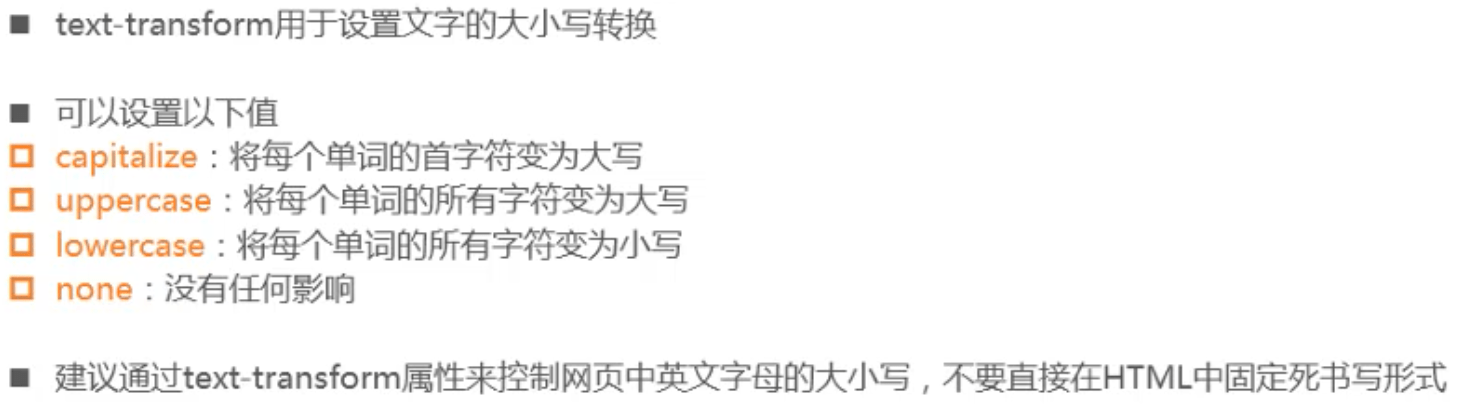 text-transform用于设置文字的大小写转换
可以设置以下值
capitalize：将每个单词的首字符变为大写
uppercase：将每个单词的所有字符变为大写
lowercase：将每个单词的所有字符变为小写
none：没有任何影响
建议通过text-transform属性来控制网页中英文字母的大小写，不要直接在HTML中固定死书写形式